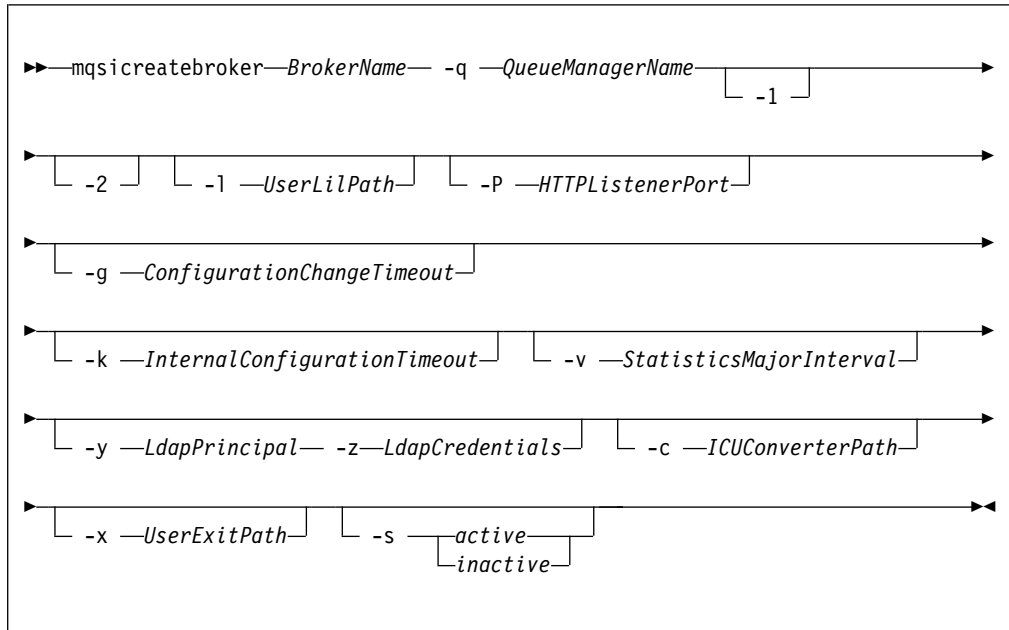 mqsicreatebroker BrokerName -q QueueManagerName
-1
-2 -l UserLilPath -P HTTPListenerPort
-g ConfigurationChangeTimeout
-k InternalConfigurationTimeout -v StatisticsMajorInterval
-y LdapPrincipal -z LdapCredentials -c ICUConverterPath
-x UserExitPath -s active
inactive